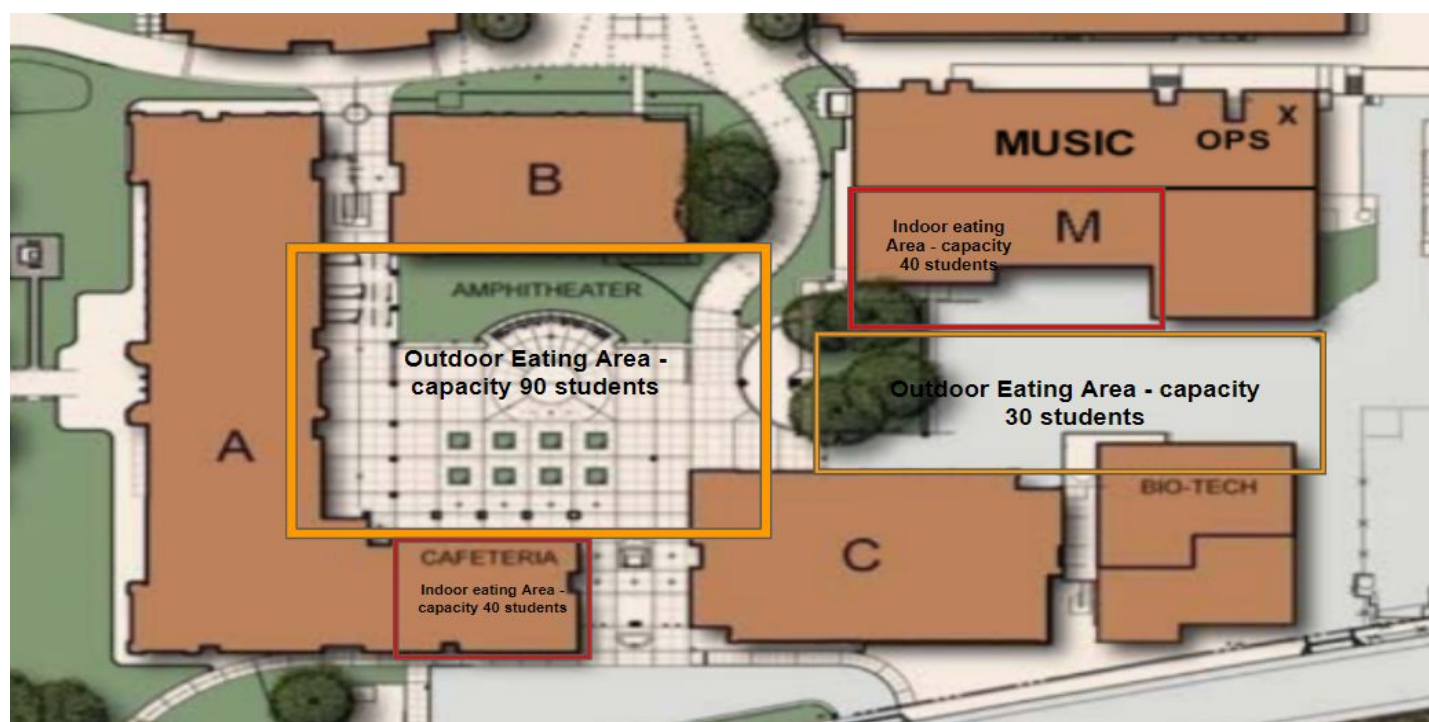 MUSIC
OPS
X
B
A
AMPHITHEATER
Outdoor Eating Area -
capacity 90 students
Indoor eating
Area - capacity
40 students
M
Outdoor Eating Area - capacity
30 students
BIO-TECH
C
CAFETERIA
Indoor eating Area -
capacity 40 students